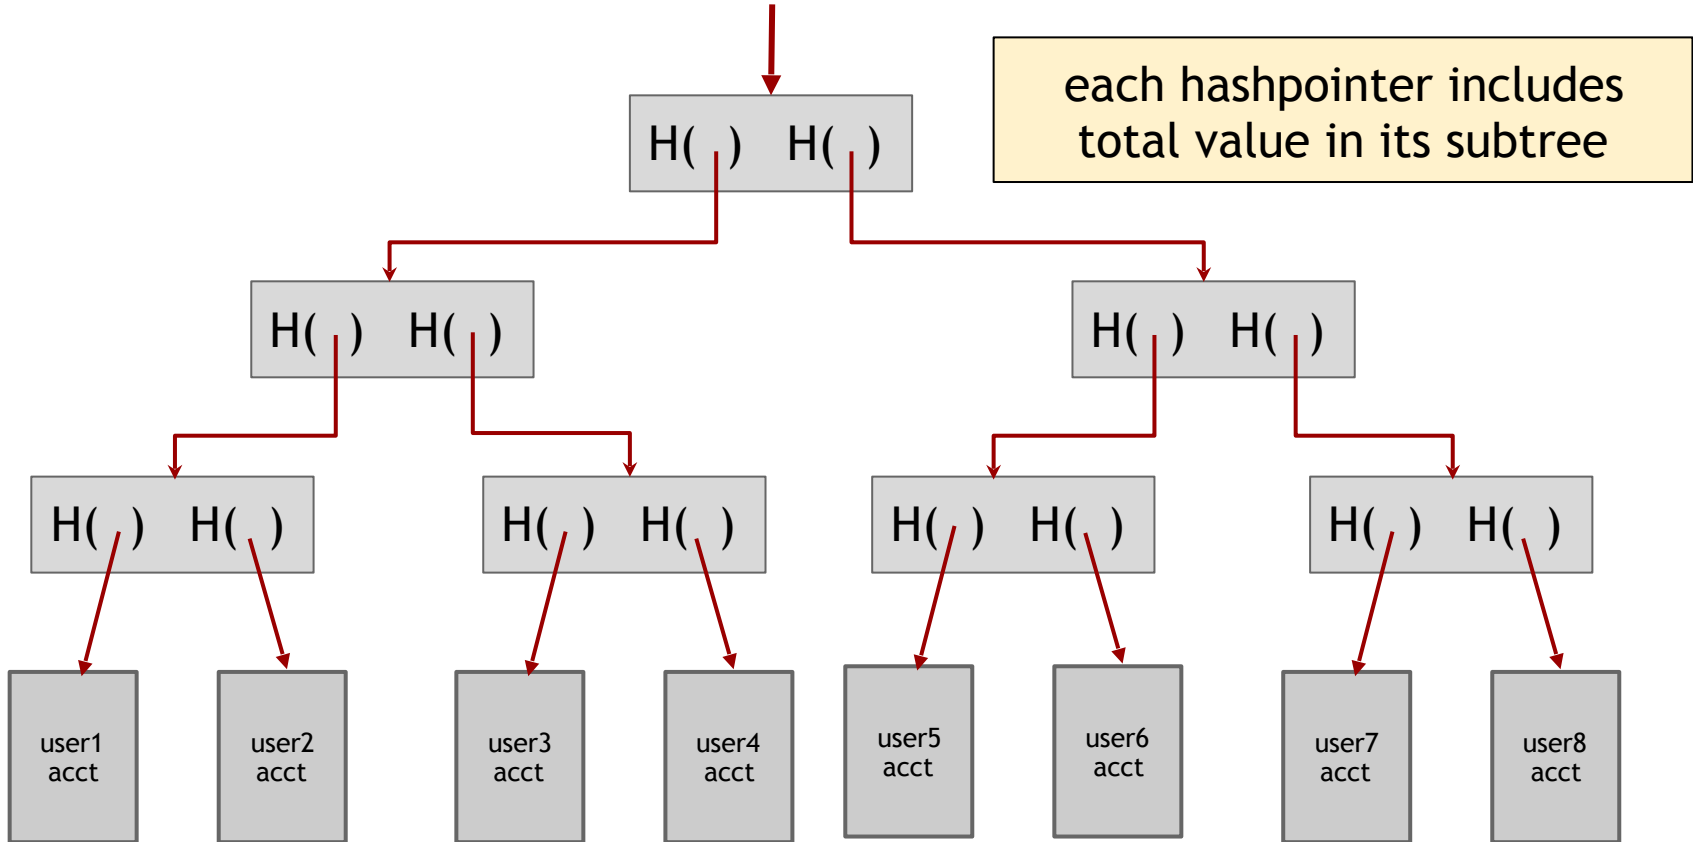 each hashpointer includes
total value in its subtree
H( ) H( )
H( ) H( )
H( ) H( )
H( ) H( )
H( ) H( )
H( ) H( )
H( ) H( )
user1
acct
user2
acct
user3
acct
user4
acct
user5
acct
user6
acct
user7
acct
user8
acct